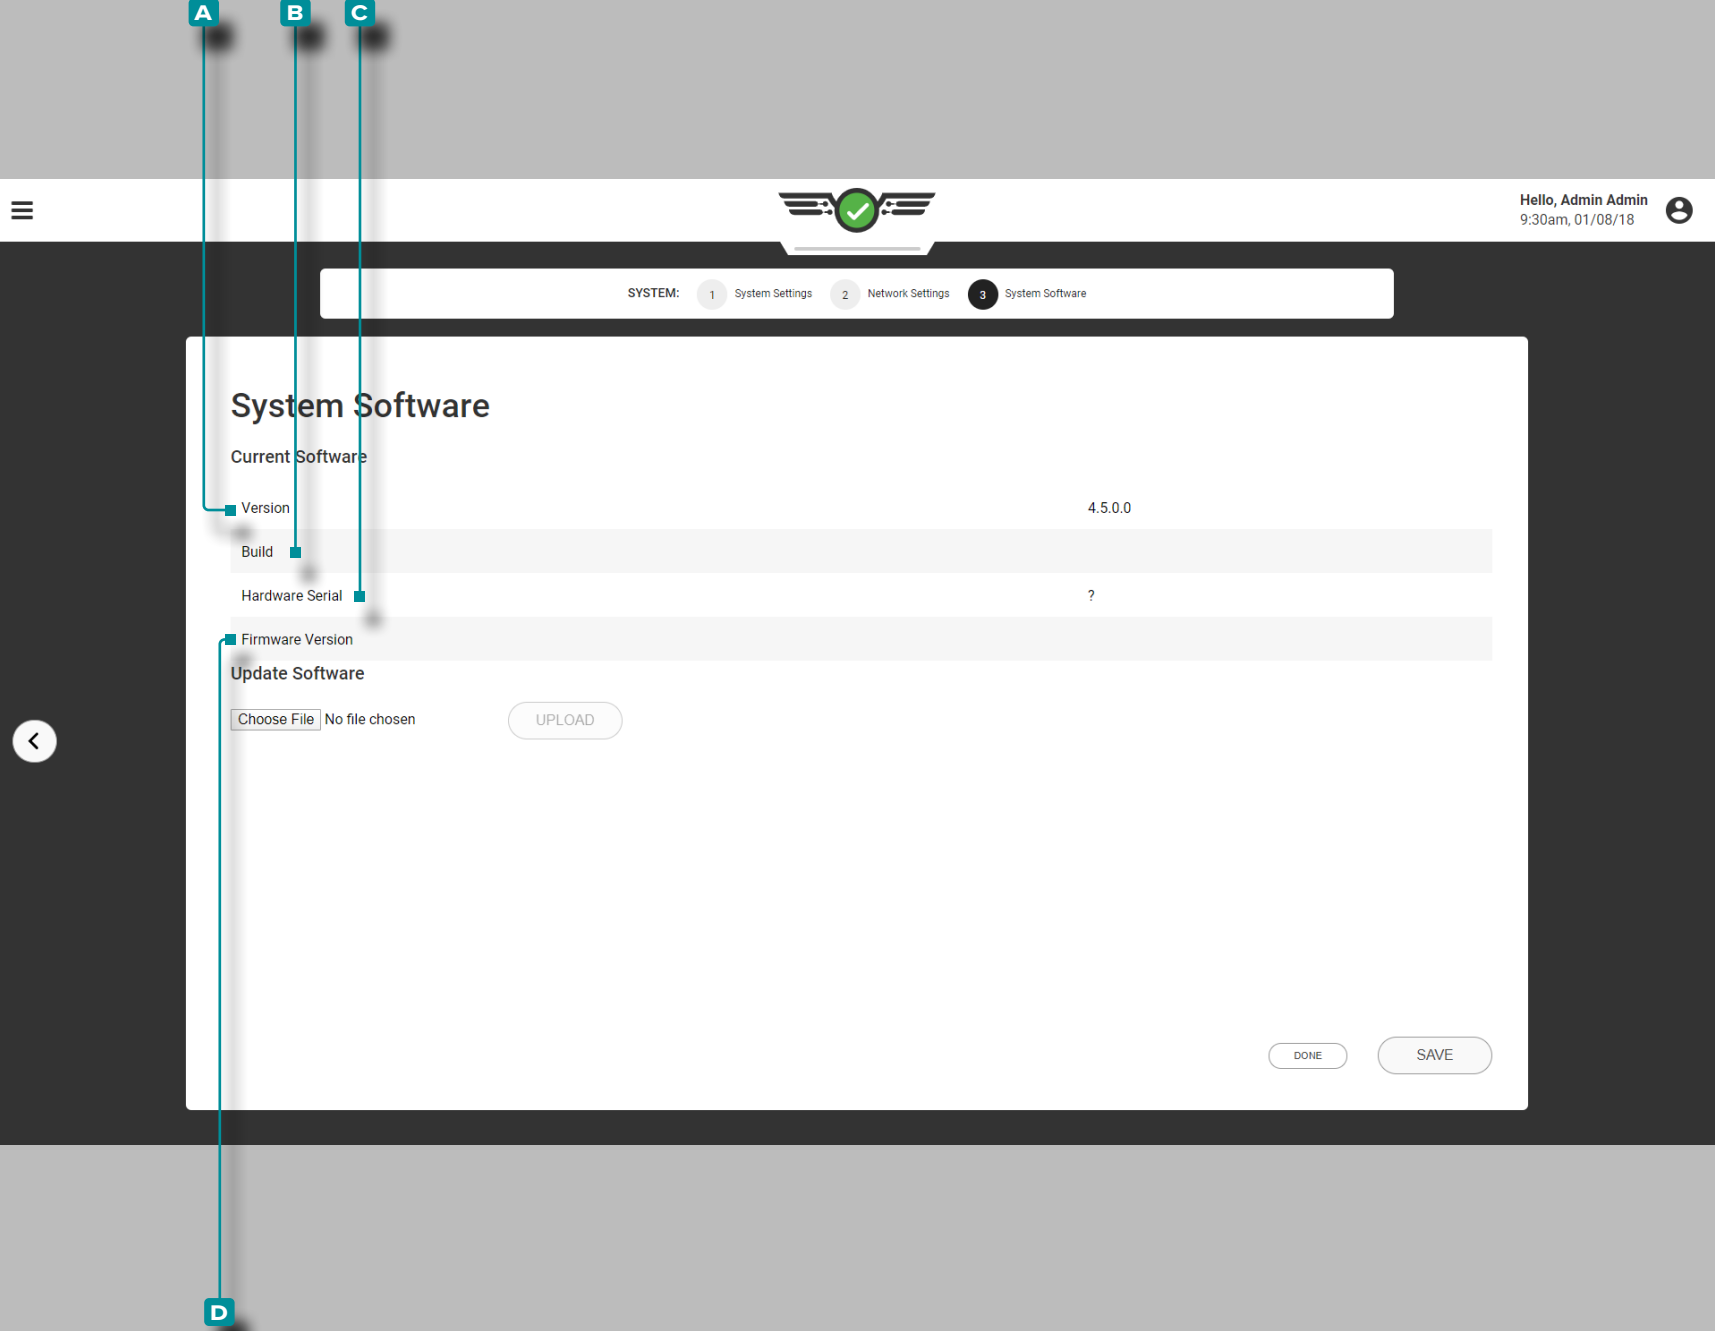 A B C
Hello, Admin Admin
9:30am, 01/08/18
SYSTEM: 1 System Settings 2 Network Settings 3 System Software
System Software
Current Software
Version 4.5.0.0
Build
Hardware Serial ?
Firmware Version
Update Software
Choose File No file chosen UPLOAD
DONE SAVE
D